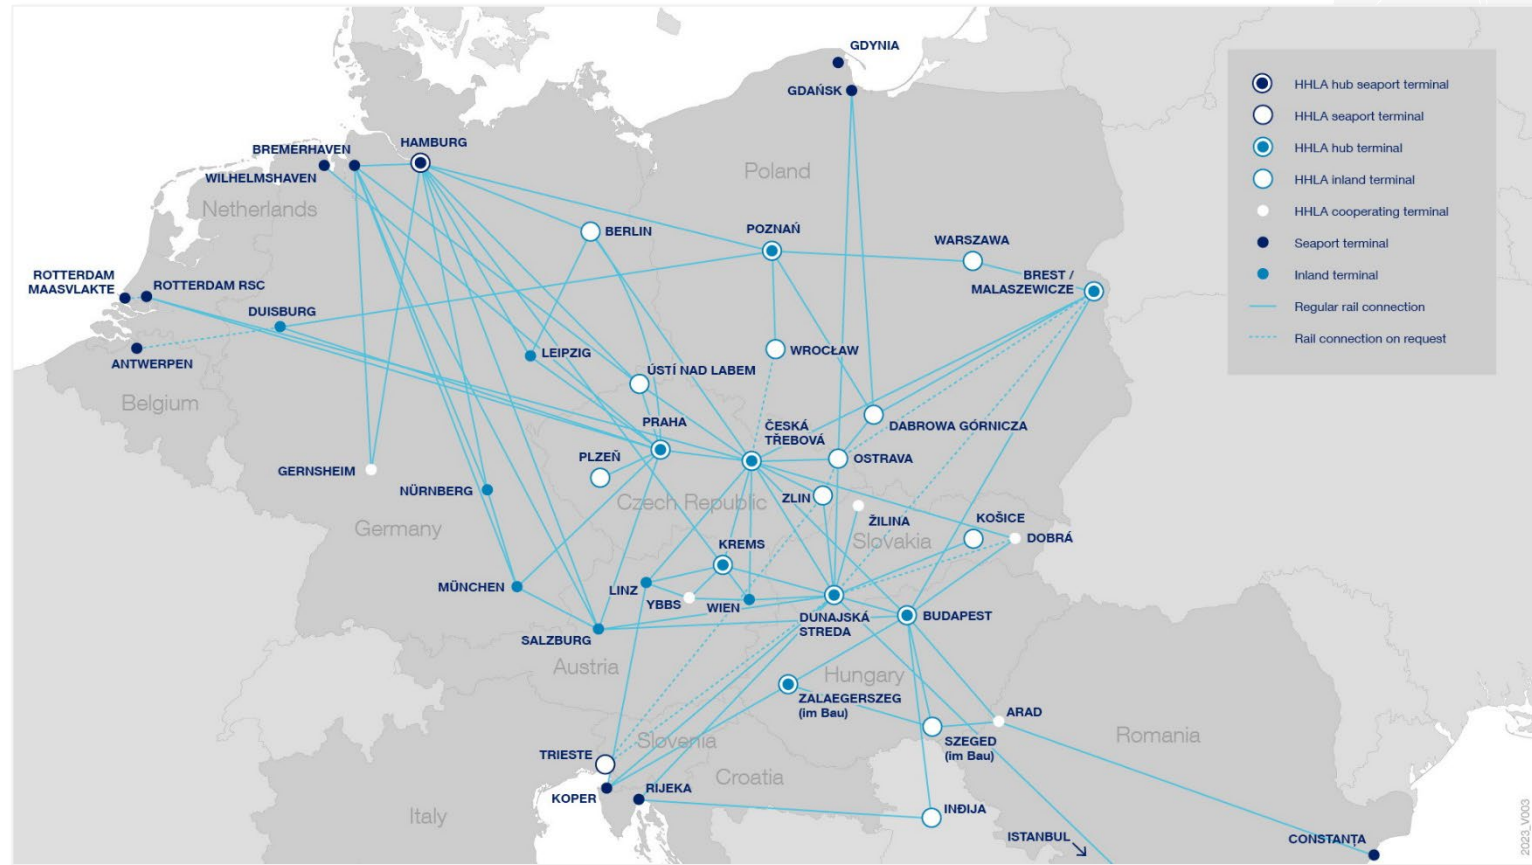 GDYNIA
GDAŃSK
HAMBURG
BREMERHAVEN
WILHELMSHAVEN
Netherlands
Poland
BERLIN
POZNAŃ
WARSZAWA
BREST /
MALASZEWICZE
ROTTERDAM
MAASVLAKTE
ROTTERDAM RSC
DUISBURG
ANTWERPEN
LEIPZIG
WROCŁAW
ÚSTÍ NAD LABEM
Belgium
PRAHA
ČESKÁ
TŘEBOVÁ
DABROWA GÓRNICZA
PLZEŇ
OSTRAVA
GERNSHEIM
NÜRNBERG
Czech Republic
ZLIN
Germany
ŽILINA
Slovakia
KOŠICE
DOBRÁ
KREMS
MÜNCHEN
LINZ
YBBS
WIEN
DUNAJSKÁ
STREDA
BUDAPEST
SALZBURG
Austria
Hungary
ZALAEGERSZEG
(im Bau)
ARAD
SZEGED
(im Bau)
Romania
Slovenia
TRIESTE
Croatia
KOPER
RIJEKA
Italy
INĐIJA
ISTANBUL
CONSTANȚA
HHLA hub seaport terminal
HHLA seaport terminal
HHLA hub terminal
HHLA inland terminal
HHLA cooperating terminal
Seaport terminal
Inland terminal
Regular rail connection
Rail connection on request
2023_V003